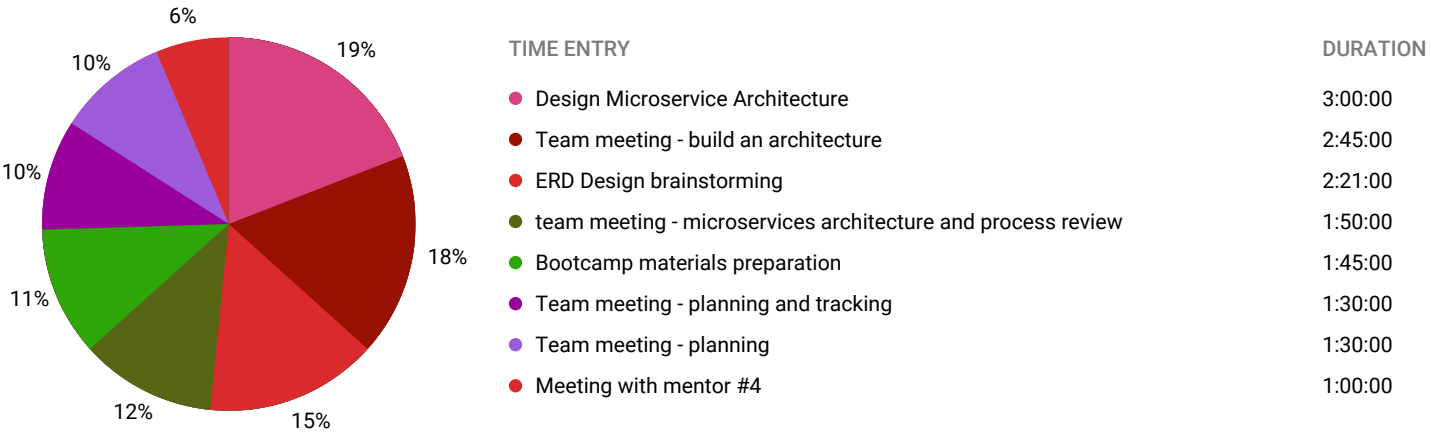 6%
19%
10%
10%
18%
11%
12%
15%
TIME ENTRY DURATION
Design Microservice Architecture 3:00:00
Team meeting - build an architecture 2:45:00
ERD Design brainstorming 2:21:00
team meeting - microservices architecture and process review 1:50:00
Bootcamp materials preparation 1:45:00
Team meeting - planning and tracking 1:30:00
Team meeting - planning 1:30:00
Meeting with mentor #4 1:00:00